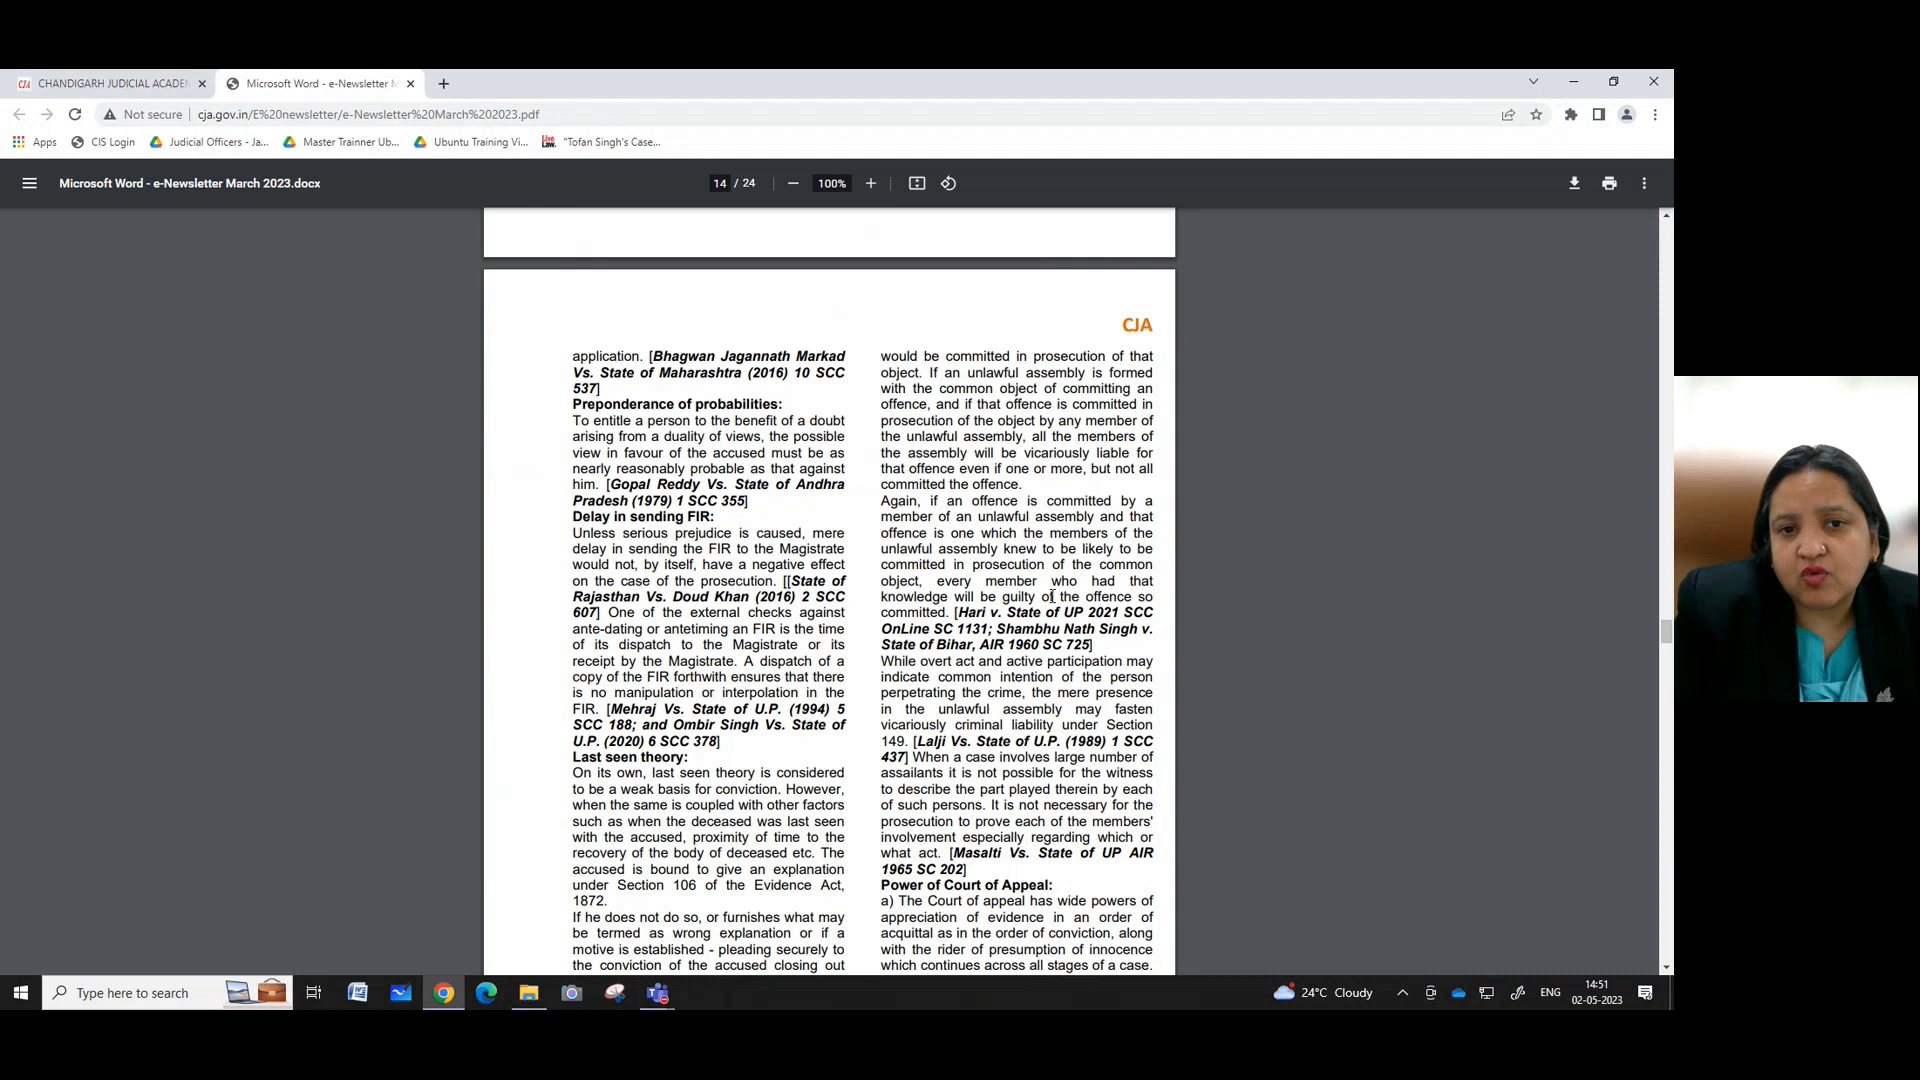 CJA CHANDIGARH JUDICIAL ACADEM
Microsoft Word - e-Newsletter M
Not secure
cja.gov.in/E%20newsletter/e-Newsletter%20March%202023.pdf
Apps
CIS Login
Judicial Officers - Ja...
Master Trainner Ub...
Ubuntu Training Vi...
Live Law "Tofan Singh's Case...
Microsoft Word - e-Newsletter March 2023.docx
14 / 24
100%
CJA
application. [Bhagwan Jagannath Markad
Vs. State of Maharashtra (2016) 10 SCC
537]
Preponderance of probabilities:
To entitle a person to the benefit of a doubt
arising from a duality of views, the possible
view in favour of the accused must be as
nearly reasonably probable as that against
him. [Gopal Reddy Vs. State of Andhra
Pradesh (1979) 1 SCC 355]
Delay in sending FIR:
Unless serious prejudice is caused, mere
delay in sending the FIR to the Magistrate
would not, by itself, have a negative effect
on the case of the prosecution. [[State of
Rajasthan Vs. Doud Khan (2016) 2 SCC
607] One of the external checks against
ante-dating or antetiming an FIR is the time
of its dispatch to the Magistrate or its
receipt by the Magistrate. A dispatch of a
copy of the FIR forthwith ensures that there
is no manipulation or interpolation in the
FIR. [Mehraj Vs. State of U.P. (1994) 5
SCC 188; and Ombir Singh Vs. State of
U.P. (2020) 6 SCC 378]
Last seen theory:
On its own, last seen theory is considered
to be a weak basis for conviction. However,
when the same is coupled with other factors
such as when the deceased was last seen
with the accused, proximity of time to the
recovery of the body of deceased etc. The
accused is bound to give an explanation
under Section 106 of the Evidence Act,
1872.
If he does not do so, or furnishes what may
be termed as wrong explanation or if a
motive is established - pleading securely to
the conviction of the accused closing out
would be committed in prosecution of that
object. If an unlawful assembly is formed
with the common object of committing an
offence, and if that offence is committed in
prosecution of the object by any member of
the unlawful assembly, all the members of
the assembly will be vicariously liable for
that offence even if one or more, but not all
committed the offence.
Again, if an offence is committed by a
member of an unlawful assembly and that
offence is one which the members of the
unlawful assembly knew to be likely to be
committed in prosecution of the common
object, every member who had that
knowledge will be guilty of the offence so
committed. [Hari v. State of UP 2021 SCC
OnLine SC 1131; Shambhu Nath Singh v.
State of Bihar, AIR 1960 SC 725]
While overt act and active participation may
indicate common intention of the person
perpetrating the crime, the mere presence
in the unlawful assembly may fasten
vicariously criminal liability under Section
149. [Lalji Vs. State of U.P. (1989) 1 SCC
437] When a case involves large number of
assailants it is not possible for the witness
to describe the part played therein by each
of such persons. It is not necessary for the
prosecution to prove each of the members'
involvement especially regarding which or
what act. [Masalti Vs. State of UP AIR
1965 SC 202]
Power of Court of Appeal:
a) The Court of appeal has wide powers of
appreciation of evidence in an order of
acquittal as in the order of conviction, along
with the rider of presumption of innocence
which continues across all stages of a case.
Type here to search
24°C Cloudy
ENG
14:51
02-05-2023